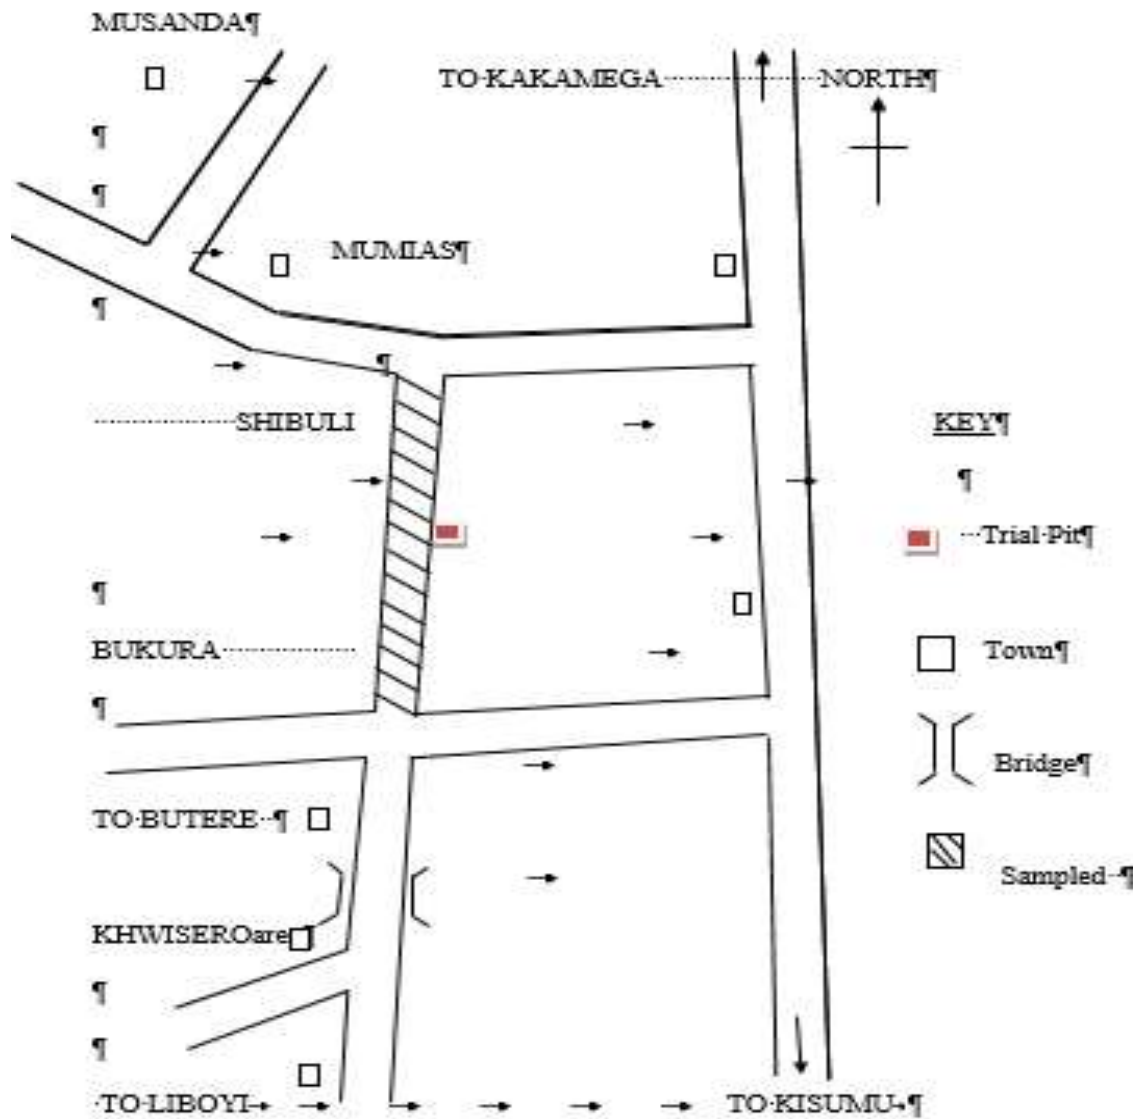 MUSANDA¶
TO·KAKAMEGA NORTH¶
¶
¶
MUMIAS¶
¶
¶
SHIBULI KEY¶
¶
Trial·Pit¶
¶
BUKURA Town¶
¶
Bridge¶
TO·BUTERE··¶
Sampled··¶
KHWISEROare ¶
¶
¶
·TO·LIBOYI TO·KISUMU ¶